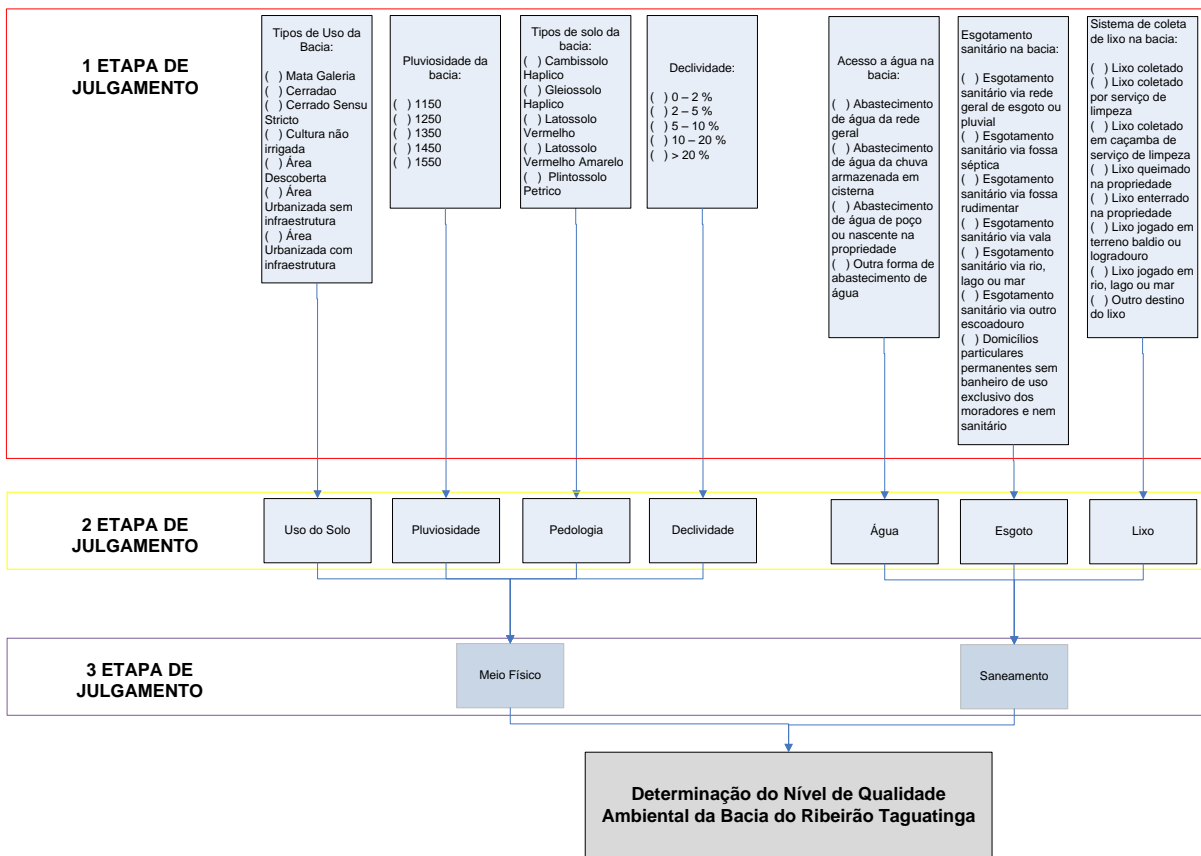 1 ETAPA DE
JULGAMENTO
Tipos de Uso da
Bacia:
( ) Mata Galeria
( ) Cerradao
( ) Cerrado Sensu
Stricto
( ) Cultura não
irrigada
( ) Área
Descoberta
( ) Área
Urbanizada sem
infraestrutura
( ) Área
Urbanizada com
infraestrutura
Pluviosidade da
bacia:
( ) 1150
( ) 1250
( ) 1350
( ) 1450
( ) 1550
Tipos de solo da
bacia:
( ) Cambissolo
Haplico
( ) Gleiossolo
Haplico
( ) Latossolo
Vermelho
( ) Latossolo
Vermelho Amarelo
( ) Plintossolo
Petrico
Declividade:
( ) 0 – 2 %
( ) 2 – 5 %
( ) 5 – 10 %
( ) 10 – 20 %
( ) > 20 %
Acesso a água na
bacia:
( ) Abastecimento
de água da rede
geral
( ) Abastecimento
de água da chuva
armazenada em
cisterna
( ) Abastecimento
de água de poço
ou nascente na
propriedade
( ) Outra forma de
abastecimento de
água
Esgotamento
sanitário na bacia:
( ) Esgotamento
sanitário via rede
geral de esgoto ou
pluvial
( ) Esgotamento
sanitário via fossa
séptica
( ) Esgotamento
sanitário via fossa
rudimentar
( ) Esgotamento
sanitário via vala
( ) Esgotamento
sanitário via rio,
lago ou mar
( ) Esgotamento
sanitário via outro
escoadouro
( ) Domicílios
particulares
permanentes sem
banheiro de uso
exclusivo dos
moradores e nem
sanitário
Sistema de coleta
de lixo na bacia:
( ) Lixo coletado
( ) Lixo coletado
por serviço de
limpeza
( ) Lixo coletado
em caçamba de
serviço de limpeza
( ) Lixo queimado
na propriedade
( ) Lixo enterrado
na propriedade
( ) Lixo jogado em
terreno baldio ou
logradouro
( ) Lixo jogado em
rio, lago ou mar
( ) Outro destino
do lixo
2 ETAPA DE
JULGAMENTO
Uso do Solo
Pluviosidade
Pedologia
Declividade
Água
Esgoto
Lixo
3 ETAPA DE
JULGAMENTO
Meio Físico
Saneamento
Determinação do Nível de Qualidade
Ambiental da Bacia do Ribeirão Taguatinga